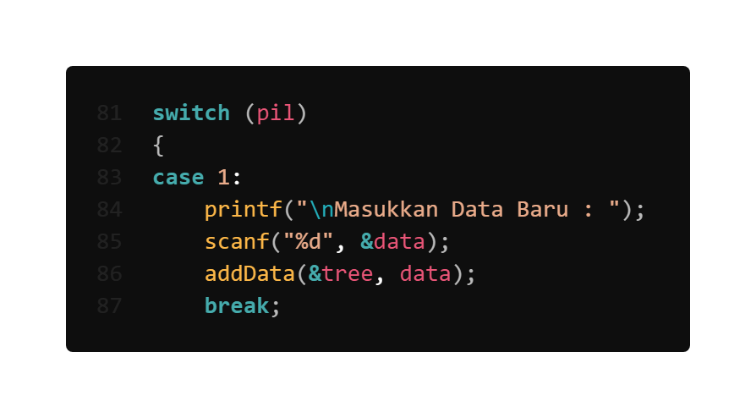 81 switch (pil)
82 {
83 case 1:
84     printf("\nMasukkan Data Baru : ");
85     scanf("%d", &data);
86     addData(&tree, data);
87     break;